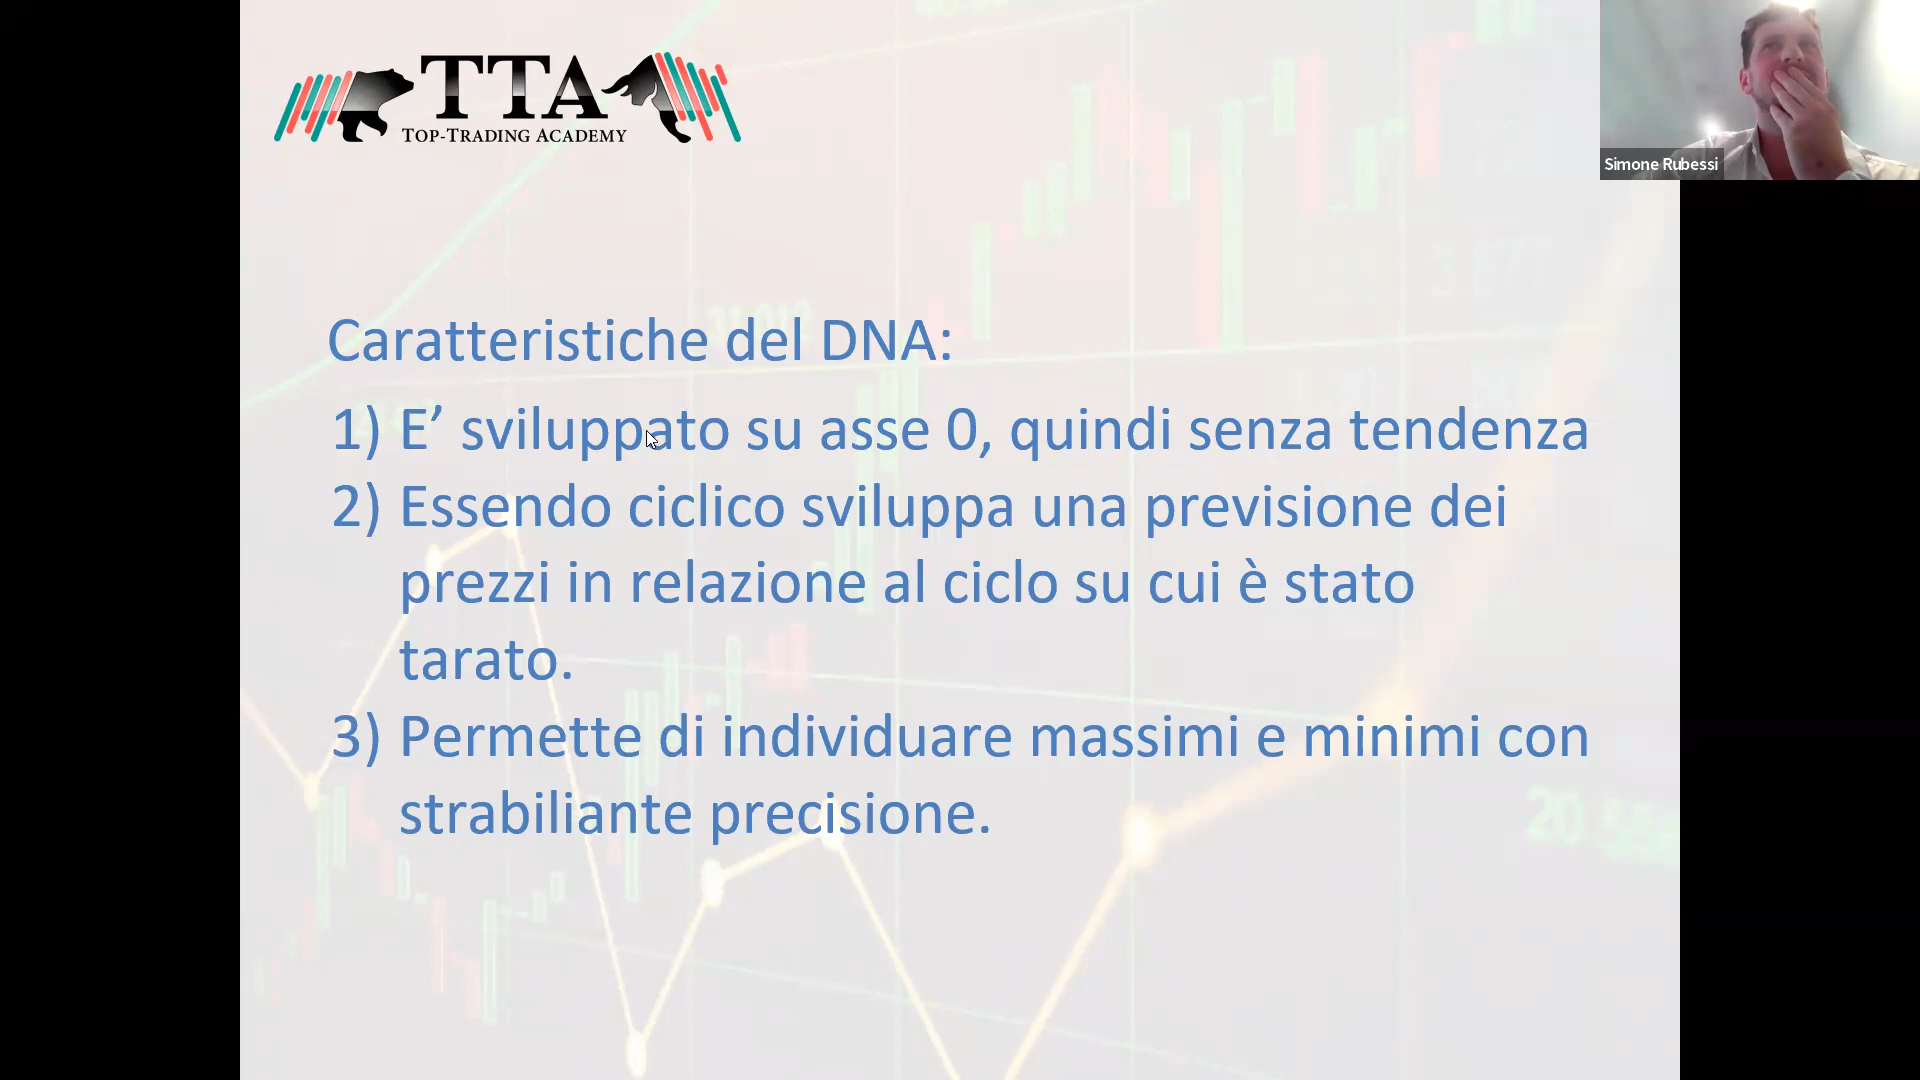 TTA
TOP-TRADING ACADEMY
Simone Rubessi
Caratteristiche del DNA:
1) E’ sviluppato su asse 0, quindi senza tendenza
2) Essendo ciclico sviluppa una previsione dei
prezzi in relazione al ciclo su cui è stato
tarato.
3) Permette di individuare massimi e minimi con
strabiliante precisione.